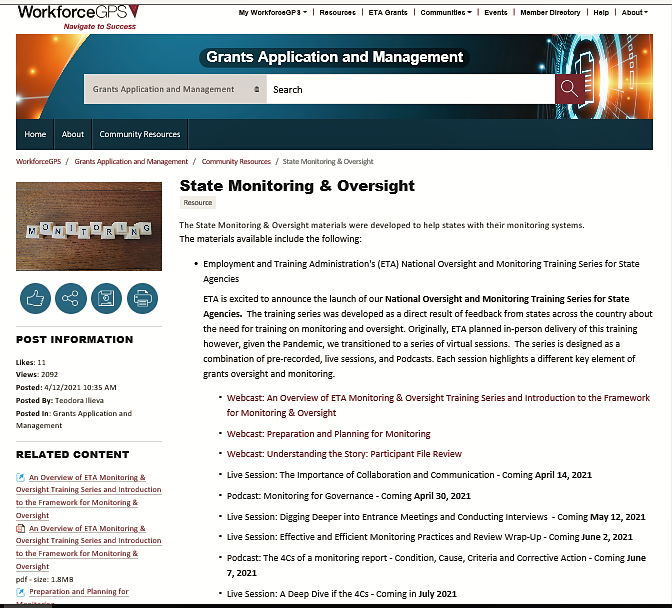 WorkforceGPS
Navigate to Success
My WorkforceGPS | Resources | ETA Grants | Communities | Events | Member Directory | Help | About
Grants Application and Management
Grants Application and Management
Search
Home
About
Community Resources
WorkforceGPS / Grants Application and Management / Community Resources / State Monitoring & Oversight
MONITORING
POST INFORMATION
Likes: 11
Views: 2092
Posted: 4/12/2021 10:35 AM
Posted By: Teodora Ilieva
Posted In: Grants Application and
Management
RELATED CONTENT
An Overview of ETA Monitoring &
Oversight Training Series and Introduction
to the Framework for Monitoring &
Oversight
An Overview of ETA Monitoring &
Oversight Training Series and Introduction
to the Framework for Monitoring &
Oversight
pdf - size: 1.8MB
Preparation and Planning for
Monitoring
State Monitoring & Oversight
Resource
The State Monitoring & Oversight materials were developed to help states with their monitoring systems.
The materials available include the following:
• Employment and Training Administration's (ETA) National Oversight and Monitoring Training Series for State
Agencies
ETA is excited to announce the launch of our National Oversight and Monitoring Training Series for State
Agencies. The training series was developed as a direct result of feedback from states across the country about
the need for training on monitoring and oversight. Originally, ETA planned in-person delivery of this training
however, given the Pandemic, we transitioned to a series of virtual sessions. The series is designed as a
combination of pre-recorded, live sessions, and Podcasts. Each session highlights a different key element of
grants oversight and monitoring.
• Webcast: An Overview of ETA Monitoring & Oversight Training Series and Introduction to the Framework
for Monitoring & Oversight
• Webcast: Preparation and Planning for Monitoring
• Webcast: Understanding the Story: Participant File Review
• Live Session: The Importance of Collaboration and Communication - Coming April 14, 2021
• Podcast: Monitoring for Governance - Coming April 30, 2021
• Live Session: Digging Deeper into Entrance Meetings and Conducting Interviews - Coming May 12, 2021
• Live Session: Effective and Efficient Monitoring Practices and Review Wrap-Up - Coming June 2, 2021
• Podcast: The 4Cs of a monitoring report - Condition, Cause, Criteria and Corrective Action - Coming June
7, 2021
• Live Session: A Deep Dive if the 4Cs - Coming in July 2021